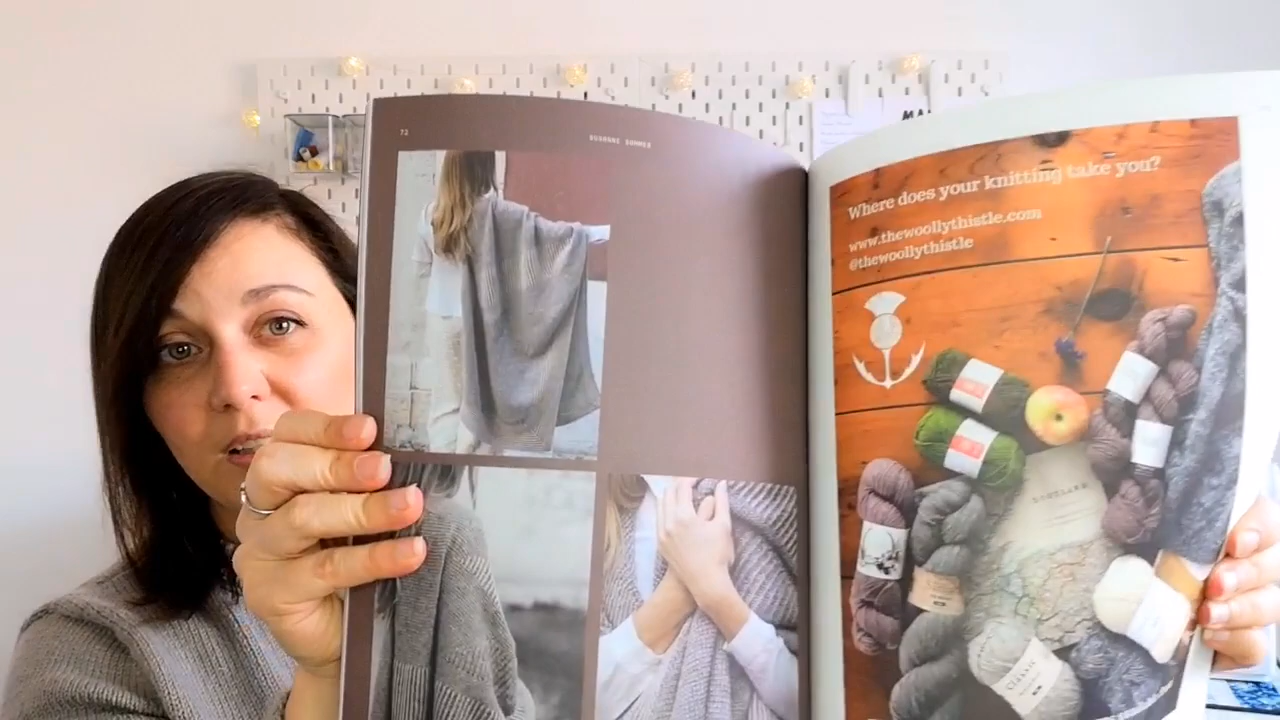 72
SUSANNE SOMMER
Where does your knitting take you?
www.thewoollythistle.com
@thewoollythistle
Classic